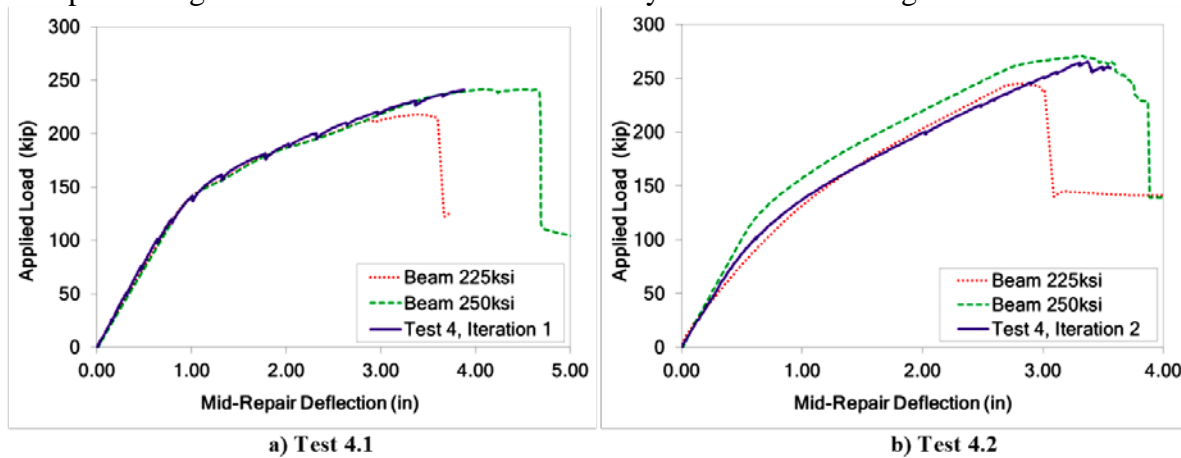 300
250
200
150
100
50
0
Applied Load (kip)
0.00 1.00 2.00 3.00 4.00 5.00
Mid-Repair Deflection (in)
Beam 225ksi
Beam 250ksi
Test 4, Iteration 1
a) Test 4.1
300
250
200
150
100
50
0
Applied Load (kip)
0.00 1.00 2.00 3.00 4.00
Mid-Repair Deflection (in)
Beam 225ksi
Beam 250ksi
Test 4, Iteration 2
b) Test 4.2